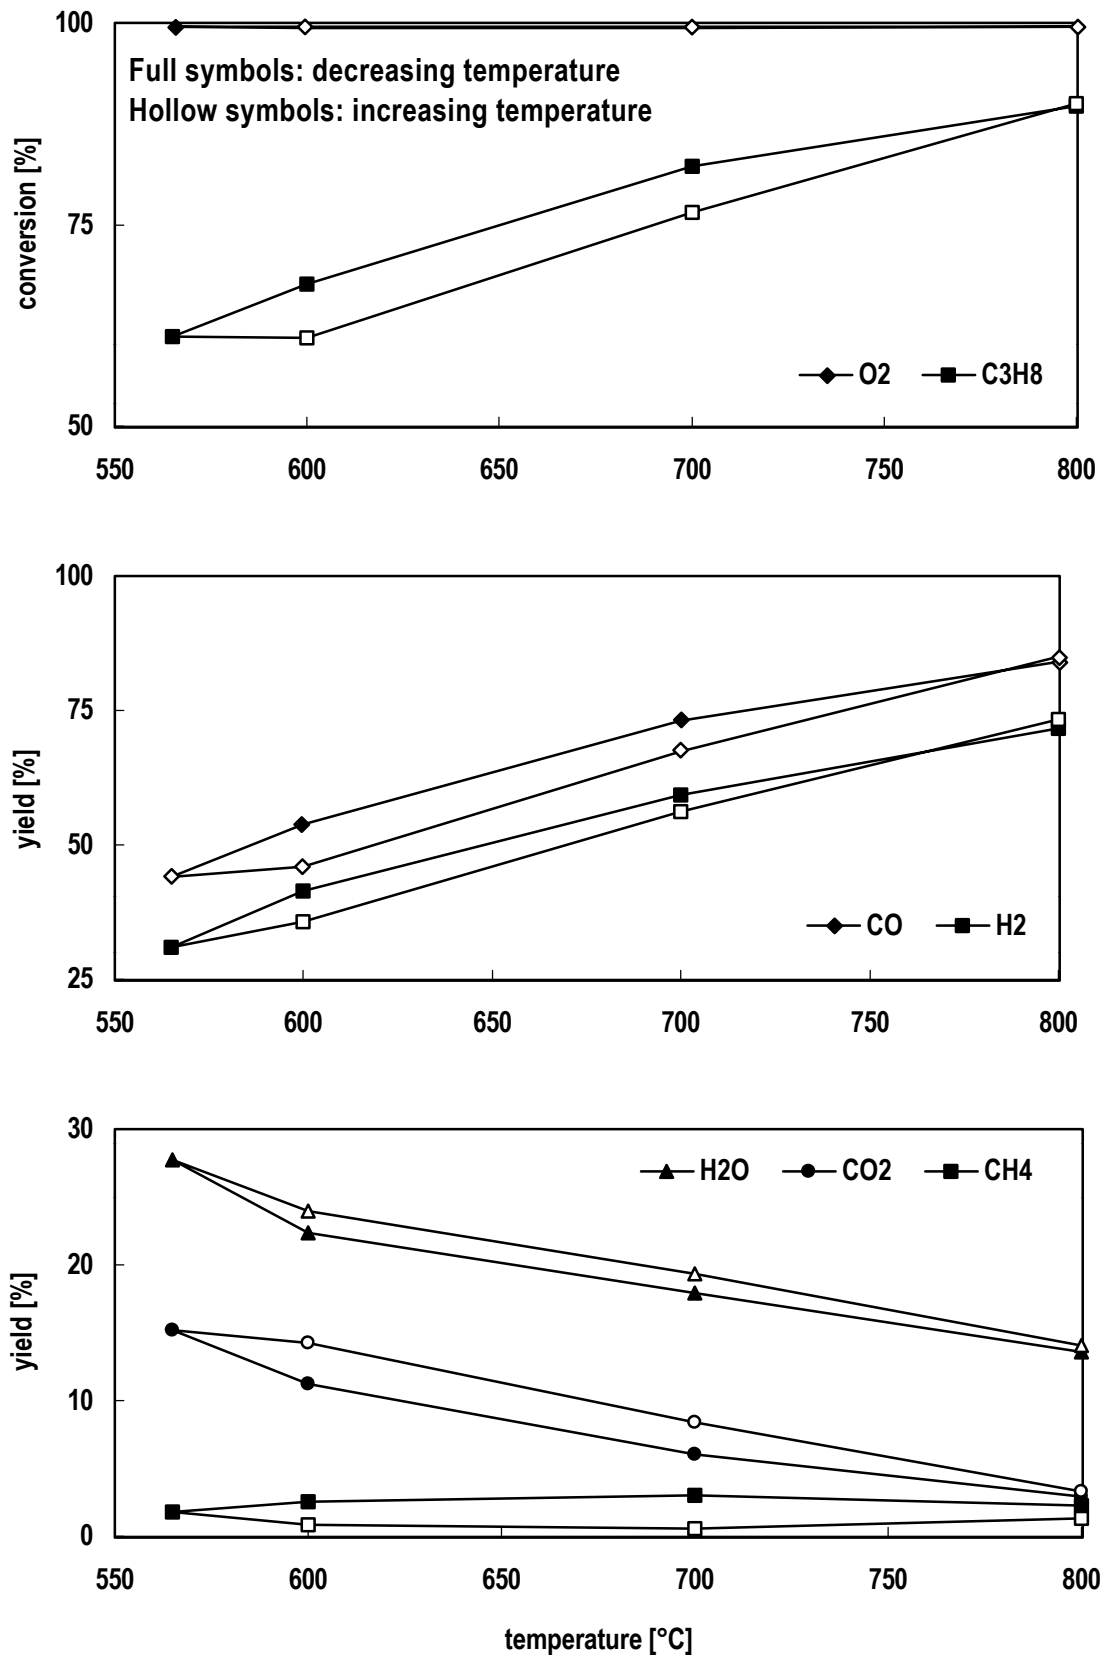 100
Full symbols: decreasing temperature
Hollow symbols: increasing temperature
conversion [%]
75
O2 C3H8
50
550 600 650 700 750 800
100
75
yield [%]
50
CO H2
25
550 600 650 700 750 800
30
H2O CO2 CH4
20
yield [%]
10
0
550 600 650 700 750 800
temperature [°C]